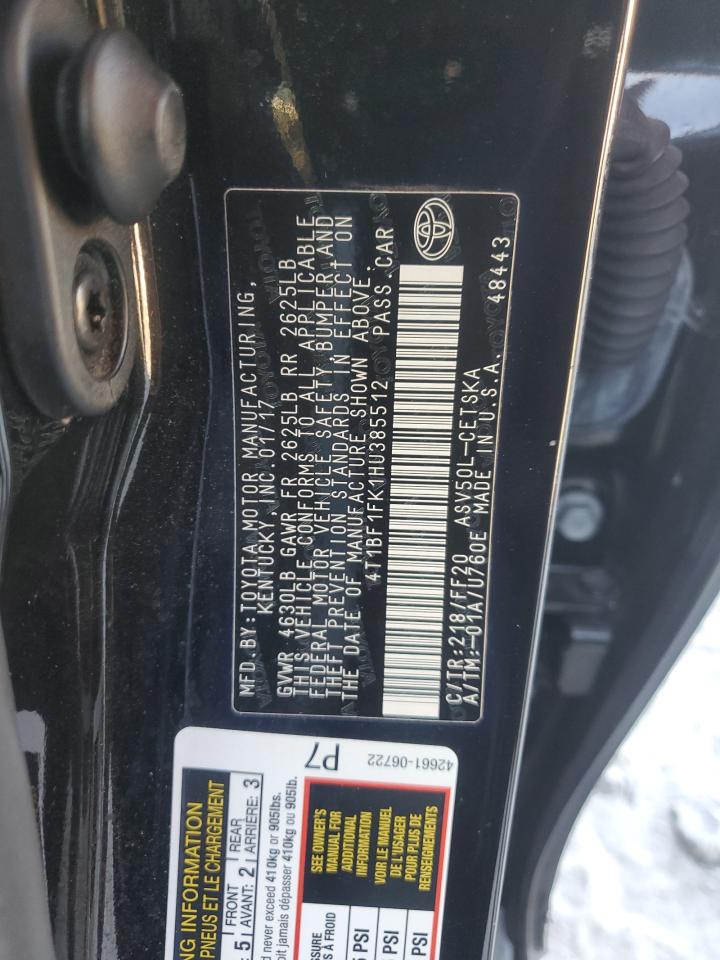 MFD. BY: TOYOTA MOTOR MANUFACTURING,
KENTUCKY, INC. 01/17
GVWR 4630LB GAWR FR 2625LB RR 2625LB
THIS VEHICLE CONFORMS TO ALL APPLICABLE
FEDERAL MOTOR VEHICLE SAFETY, BUMPER, AND
THEFT PREVENTION STANDARDS IN EFFECT ON
THE DATE OF MANUFACTURE SHOWN ABOVE.
4T1BF1FK1HU385512 PASS. CAR
C/TR: 218/FF20 ASV50L-CETSKA
A/TM: -01A/U760E MADE IN U.S.A.
48443
P7
42661-06722
PNEUS ET LE CHARGEMENT
5 FRONT 2 REAR 3
AVANT: ARRIÈRE:
d never exceed 410kg or 905lbs.
jamais dépasser 410kg ou 905lb.
SEE OWNER'S
MANUAL FOR
ADDITIONAL
INFORMATION
VOIR LE MANUEL
DE L'USAGER
POUR PLUS DE
RENSEIGNEMENTS
À FROID
PSI
PSI
PSI